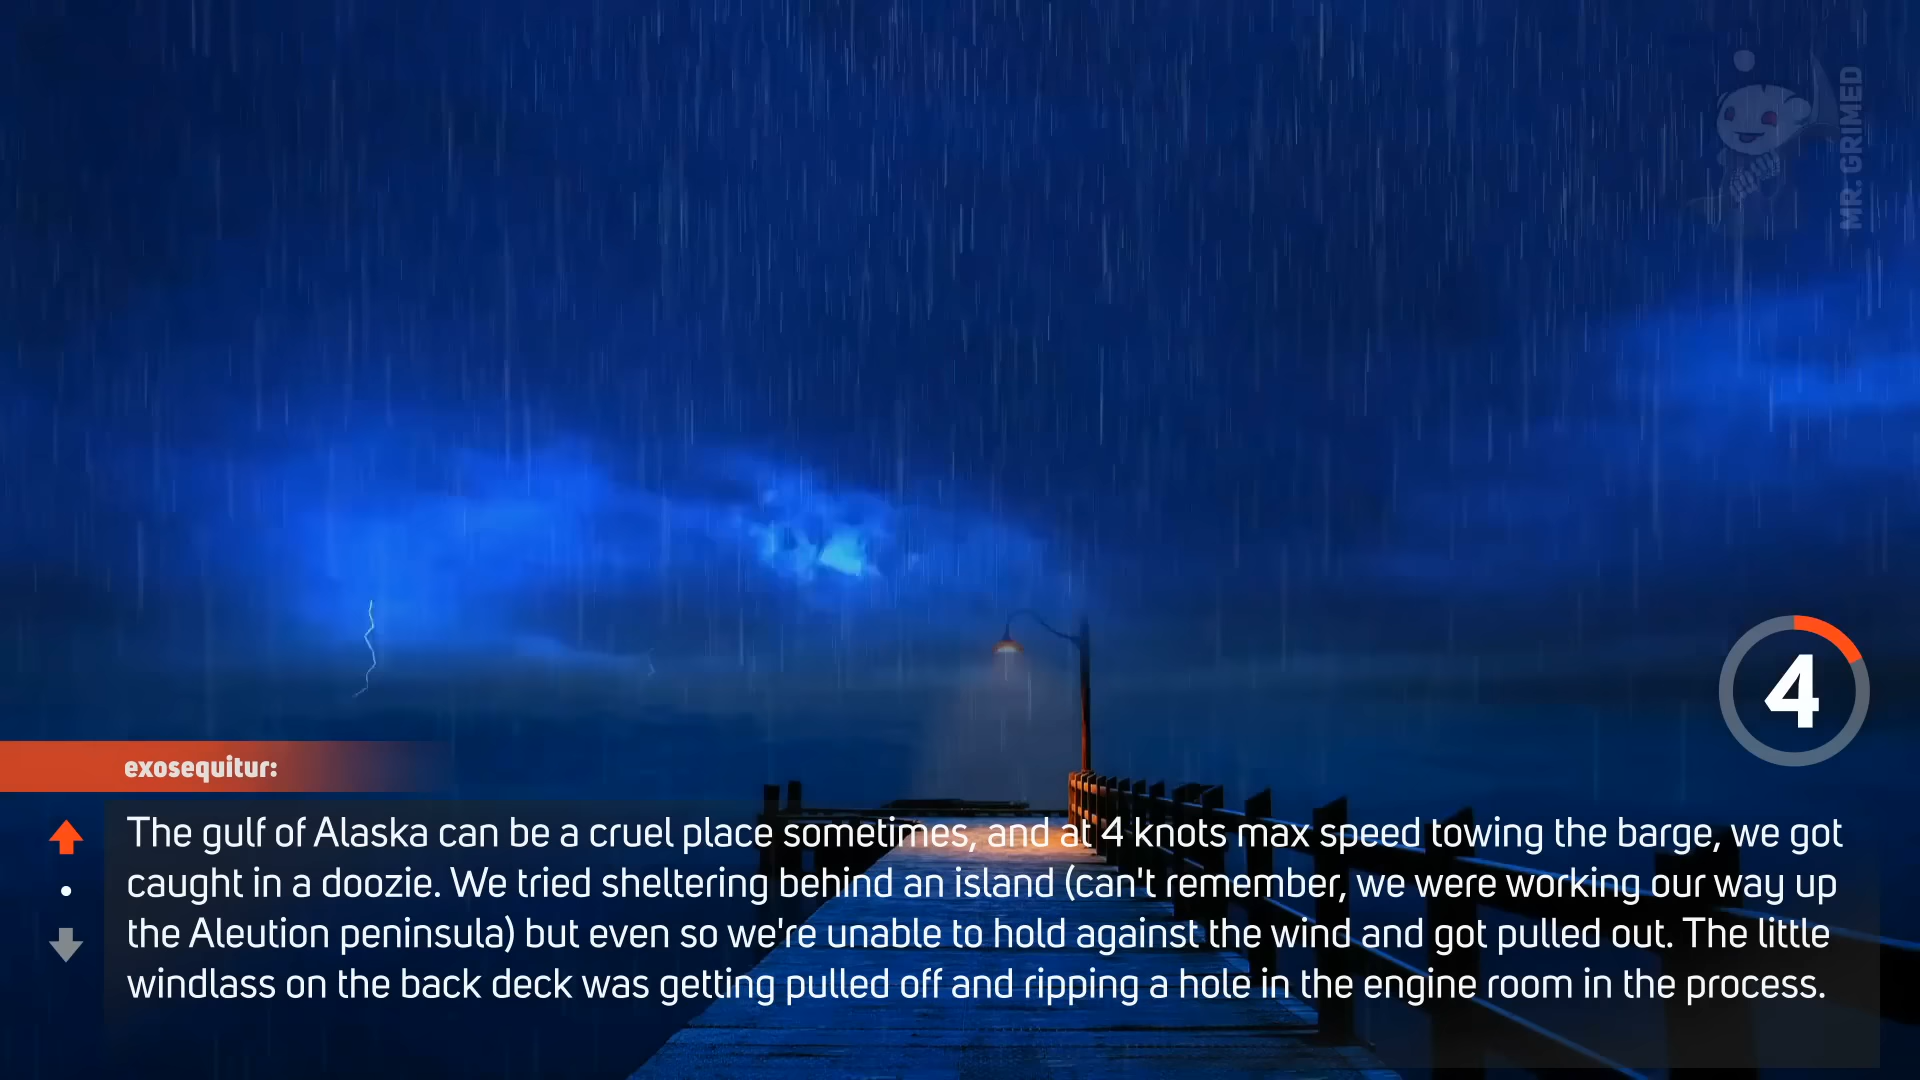 MR. GRIMED
4
exosequitur:
The gulf of Alaska can be a cruel place sometimes, and at 4 knots max speed towing the barge, we got
caught in a doozie. We tried sheltering behind an island (can't remember, we were working our way up
the Aleution peninsula) but even so we're unable to hold against the wind and got pulled out. The little
windlass on the back deck was getting pulled off and ripping a hole in the engine room in the process.